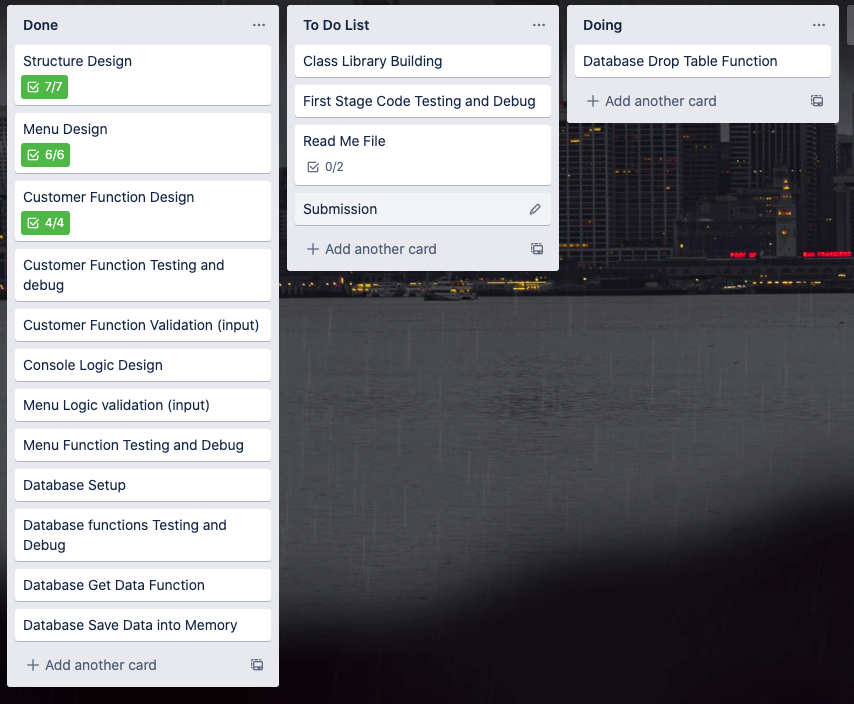 Done
Structure Design
7/7
Menu Design
6/6
Customer Function Design
4/4
Customer Function Testing and
debug
Customer Function Validation (input)
Console Logic Design
Menu Logic validation (input)
Menu Function Testing and Debug
Database Setup
Database functions Testing and
Debug
Database Get Data Function
Database Save Data into Memory
Add another card
To Do List
Class Library Building
First Stage Code Testing and Debug
Read Me File
0/2
Submission
Add another card
Doing
Database Drop Table Function
Add another card